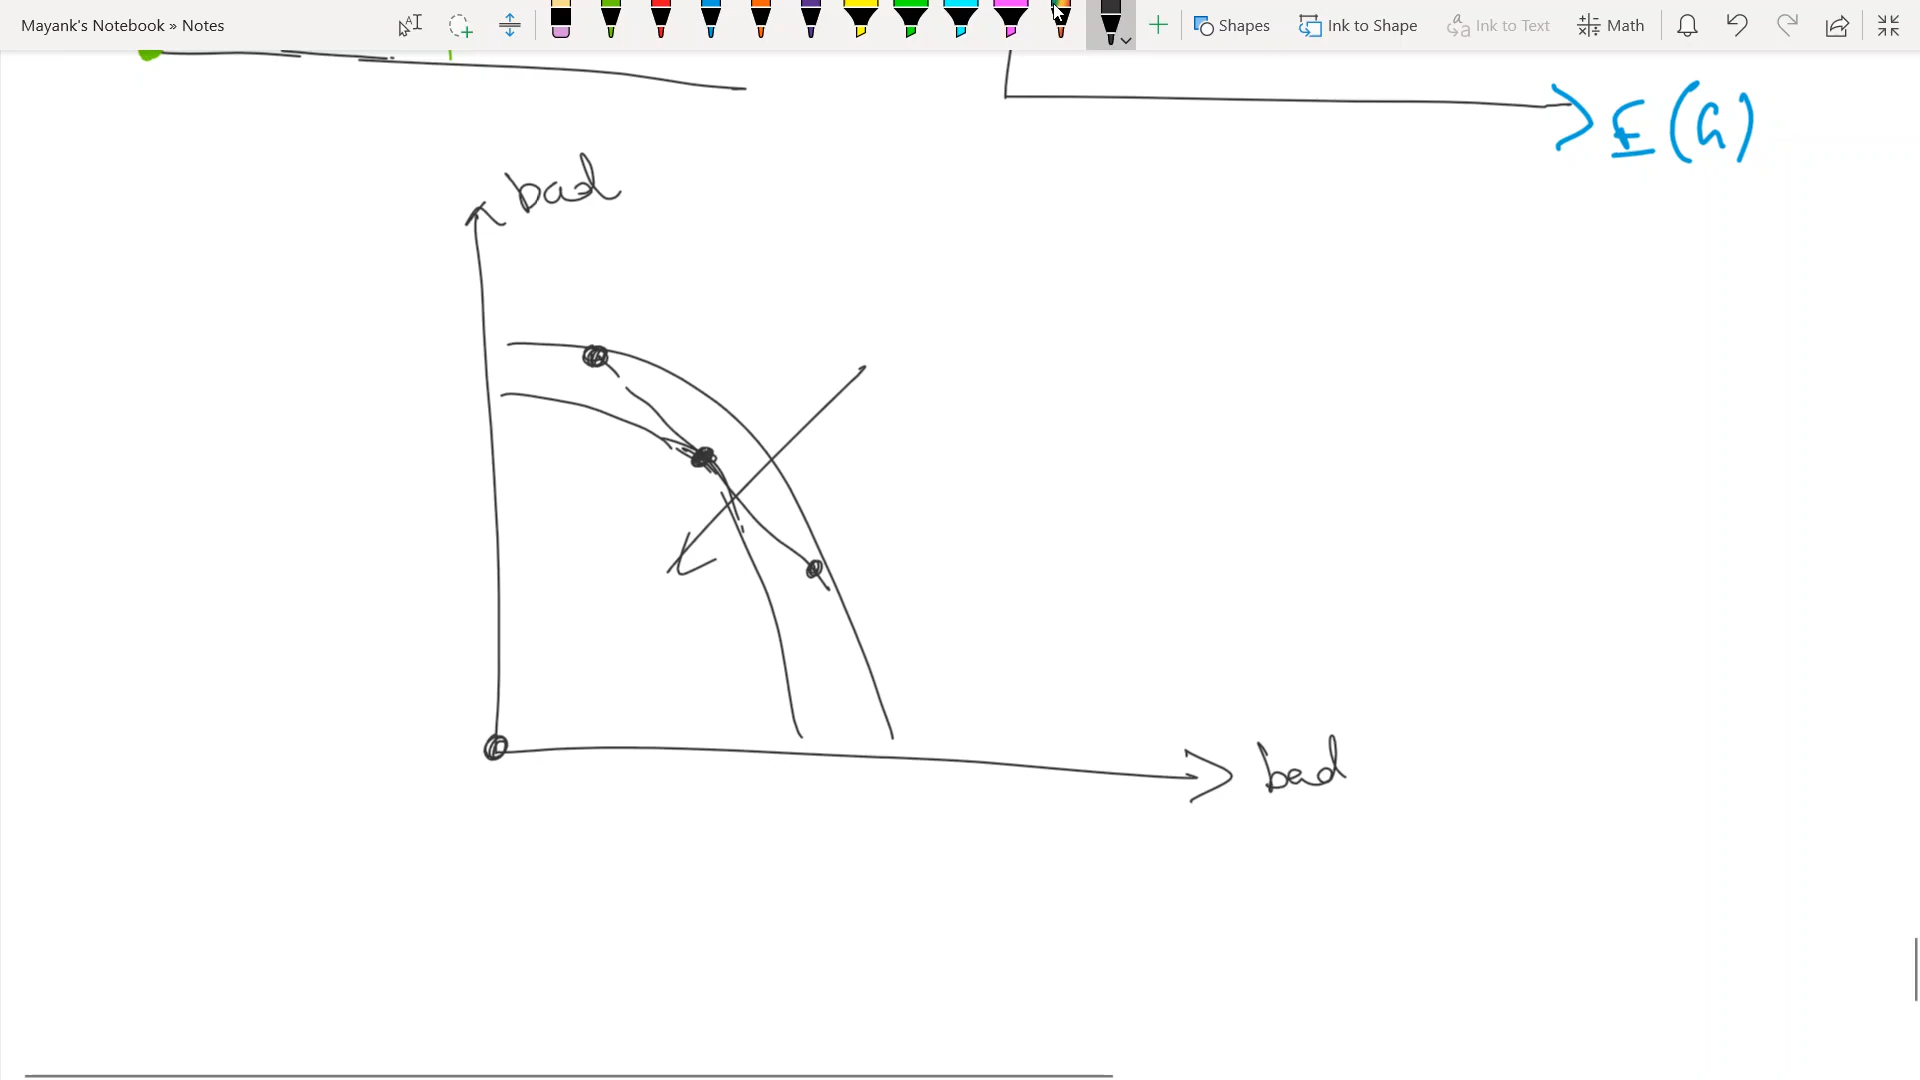 Mayank's Notebook » Notes
Shapes
Ink to Shape
Ink to Text
Math
E(G)
bad
bad